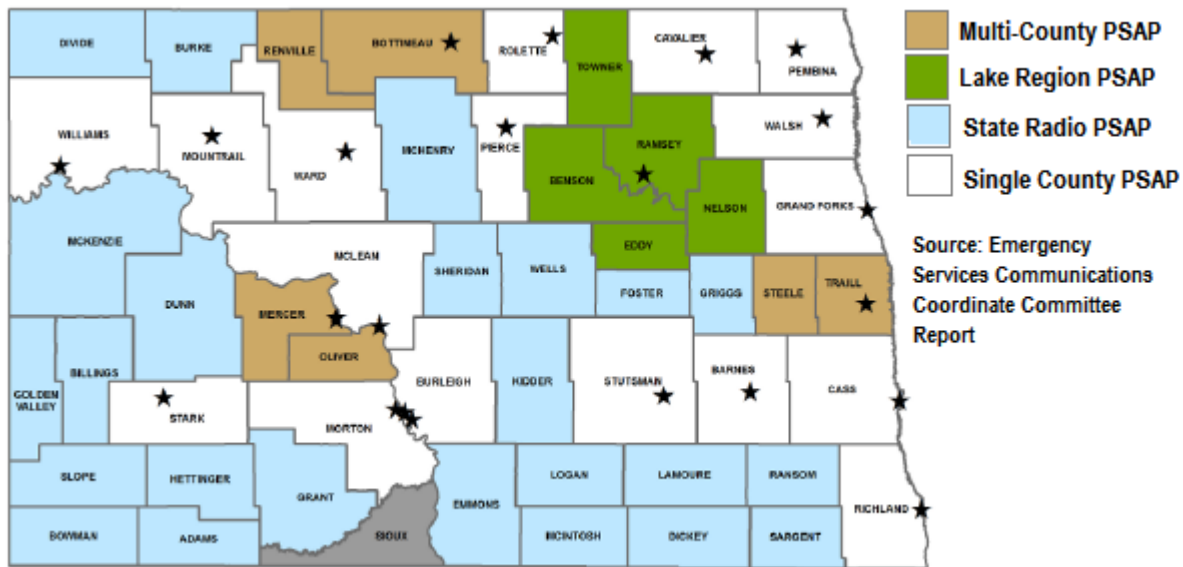 DIVIDE
BURKE
RENVILLE
BOTTINEAU
ROLETTE
TOWNER
CAVALIER
PEMBINA
WILLIAMS
MOUNTRAIL
WARD
MCHENRY
PIERCE
BENSON
RAMSEY
WALSH
NELSON
GRAND FORKS
MCKENZIE
DUNN
MCLEAN
SHERIDAN
WELLS
EDDY
FOSTER
GRIGGS
STEELE
TRAILL
MERCER
OLIVER
GOLDEN
VALLEY
BILLINGS
STARK
MORTON
BURLEIGH
KIDDER
STUTSMAN
BARNES
CASS
SLOPE
HETTINGER
GRANT
EMMONS
LOGAN
LAMOURE
RANSOM
RICHLAND
BOWMAN
ADAMS
SIOUX
MCINTOSH
DICKEY
SARGENT
Multi-County PSAP
Lake Region PSAP
State Radio PSAP
Single County PSAP
Source: Emergency
Services Communications
Coordinate Committee
Report